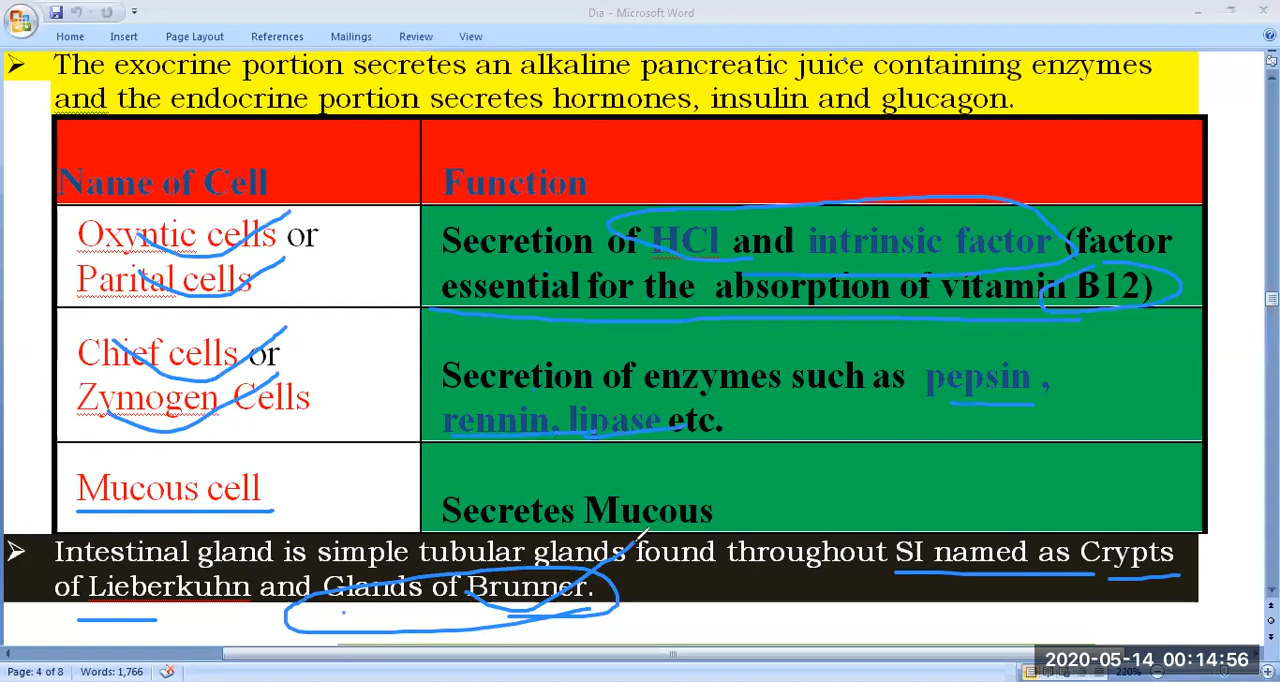 Dia - Microsoft Word
Home Insert Page Layout References Mailings Review View
The exocrine portion secretes an alkaline pancreatic juice containing enzymes
and the endocrine portion secretes hormones, insulin and glucagon.
Name of Cell Function
Oxyntic cells or
Parital cells
Secretion of HCl and intrinsic factor (factor
essential for the absorption of vitamin B12)
Chief cells or
Zymogen Cells
Secretion of enzymes such as pepsin ,
rennin, lipase etc.
Mucous cell
Secretes Mucous
Intestinal gland is simple tubular glands found throughout SI named as Crypts
of Lieberkuhn and Glands of Brunner.
2020-05-14 00:14:56
Page: 4 of 8 Words: 1,766 220%